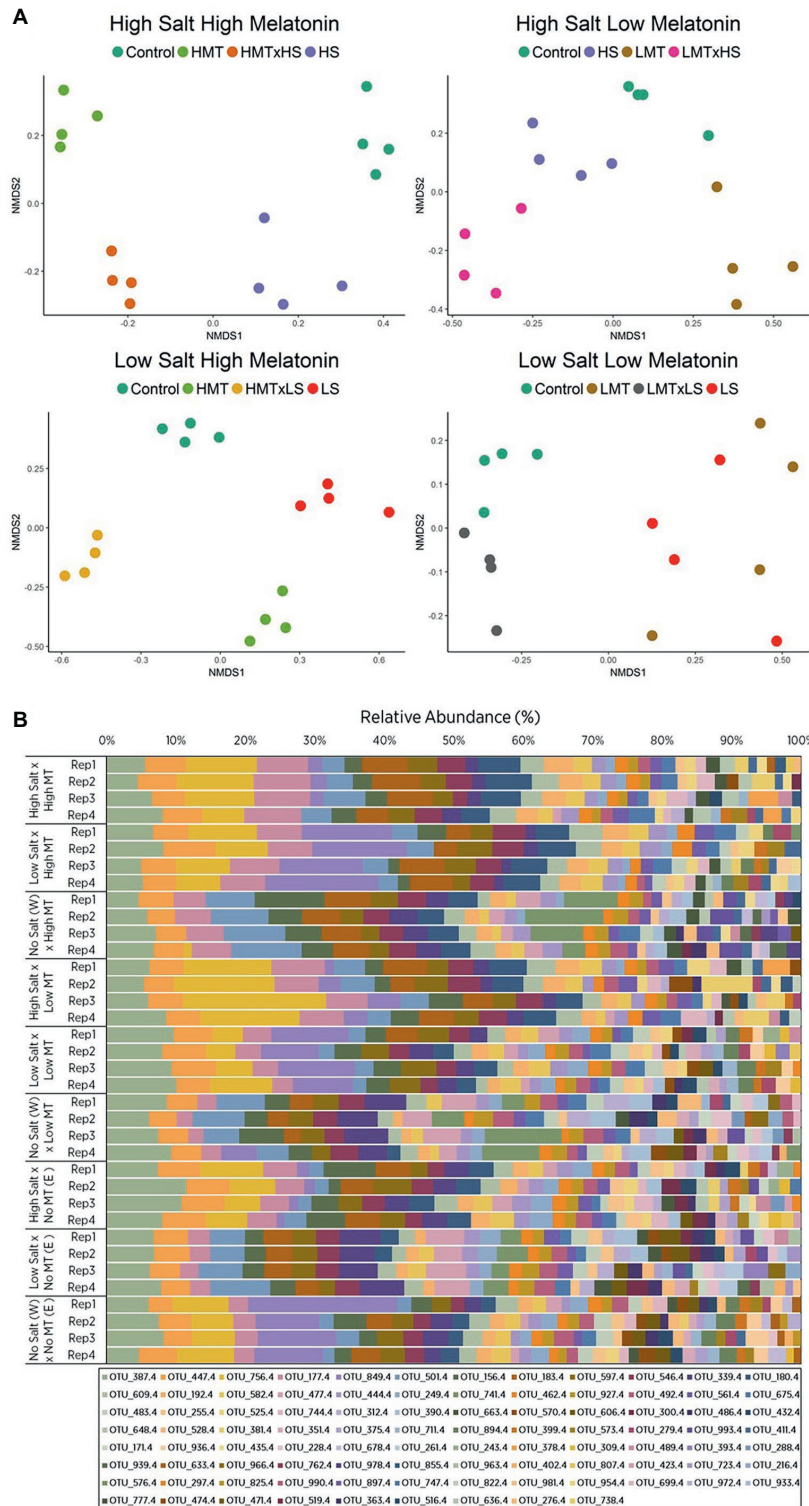 A
High Salt High Melatonin
Control HMT HMTxHS HS
NMDS2
0.2
0.0
-0.2
-0.2 0.0 0.2 0.4
NMDS1
High Salt Low Melatonin
Control HS LMT LMTxHS
NMDS2
0.2
0.0
-0.2
-0.4
-0.50 -0.25 0.00 0.25 0.50
NMDS1
Low Salt High Melatonin
Control HMT HMTxLS LS
NMDS2
0.25
0.00
-0.25
-0.50
-0.6 -0.3 0.0 0.3 0.6
NMDS1
Low Salt Low Melatonin
Control LMT LMTxLS LS
NMDS2
0.2
0.1
0.0
-0.1
-0.2
-0.25 0.00 0.25 0.50
NMDS1
B
Relative Abundance (%)
0% 10% 20% 30% 40% 50% 60% 70% 80% 90% 100%
High Salt x
High MT
Rep1
Rep2
Rep3
Rep4
Low Salt x
High MT
Rep1
Rep2
Rep3
Rep4
No Salt (W)
x High MT
Rep1
Rep2
Rep3
Rep4
High Salt x
Low MT
Rep1
Rep2
Rep3
Rep4
Low Salt x
Low MT
Rep1
Rep2
Rep3
Rep4
No Salt (W)
x Low MT
Rep1
Rep2
Rep3
Rep4
High Salt x
No MT (E )
Rep1
Rep2
Rep3
Rep4
Low Salt x
No MT (E )
Rep1
Rep2
Rep3
Rep4
No Salt (W)
x No MT (E)
Rep1
Rep2
Rep3
Rep4
OTU_387.4 OTU_447.4 OTU_756.4 OTU_177.4 OTU_849.4 OTU_501.4 OTU_156.4 OTU_183.4 OTU_597.4 OTU_546.4 OTU_339.4 OTU_180.4
OTU_609.4 OTU_192.4 OTU_582.4 OTU_477.4 OTU_444.4 OTU_249.4 OTU_741.4 OTU_462.4 OTU_927.4 OTU_492.4 OTU_561.4 OTU_675.4
OTU_483.4 OTU_255.4 OTU_525.4 OTU_744.4 OTU_312.4 OTU_390.4 OTU_663.4 OTU_570.4 OTU_606.4 OTU_300.4 OTU_486.4 OTU_432.4
OTU_648.4 OTU_528.4 OTU_381.4 OTU_351.4 OTU_375.4 OTU_711.4 OTU_894.4 OTU_399.4 OTU_573.4 OTU_279.4 OTU_993.4 OTU_411.4
OTU_171.4 OTU_936.4 OTU_435.4 OTU_228.4 OTU_678.4 OTU_261.4 OTU_243.4 OTU_378.4 OTU_309.4 OTU_489.4 OTU_393.4 OTU_288.4
OTU_939.4 OTU_633.4 OTU_966.4 OTU_762.4 OTU_978.4 OTU_855.4 OTU_963.4 OTU_402.4 OTU_807.4 OTU_423.4 OTU_723.4 OTU_216.4
OTU_576.4 OTU_297.4 OTU_825.4 OTU_990.4 OTU_897.4 OTU_747.4 OTU_822.4 OTU_981.4 OTU_954.4 OTU_699.4 OTU_972.4 OTU_933.4
OTU_777.4 OTU_474.4 OTU_471.4 OTU_519.4 OTU_363.4 OTU_516.4 OTU_636.4 OTU_276.4 OTU_738.4